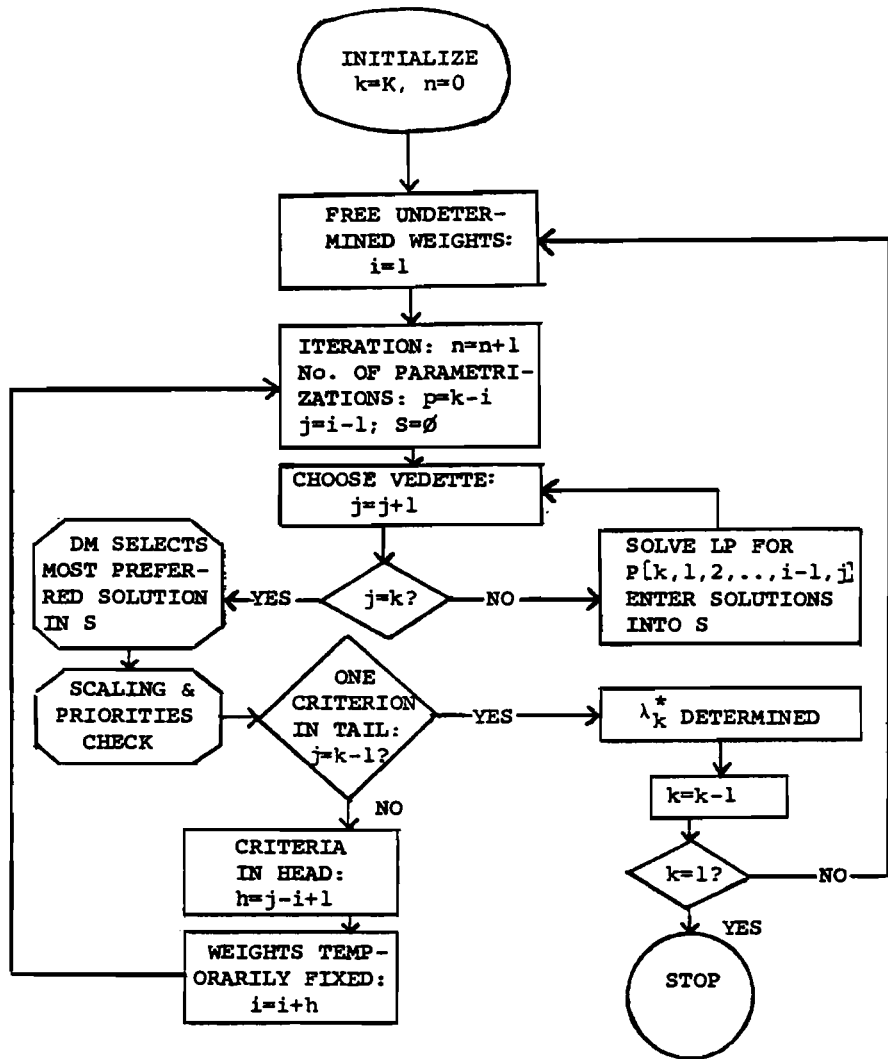 INITIALIZE
k=K, n=0
FREE UNDETER-
MINED WEIGHTS:
i=1
ITERATION: n=n+1
No. OF PARAMETRI-
ZATIONS: p=k-i
j=i-1; S=Ø
CHOOSE VEDETTE:
j=j+1
DM SELECTS
MOST PREFER-
RED SOLUTION
IN S
YES
j=k?
NO
SOLVE LP FOR
P[k,1,2,..,i-1,j]
ENTER SOLUTIONS
INTO S
SCALING &
PRIORITIES
CHECK
ONE
CRITERION
IN TAIL:
j=k-1?
YES
λ*k DETERMINED
NO
k=k-1
CRITERIA
IN HEAD:
h=j-i+1
k=1?
NO
YES
WEIGHTS TEMP-
ORARILY FIXED:
i=i+h
STOP